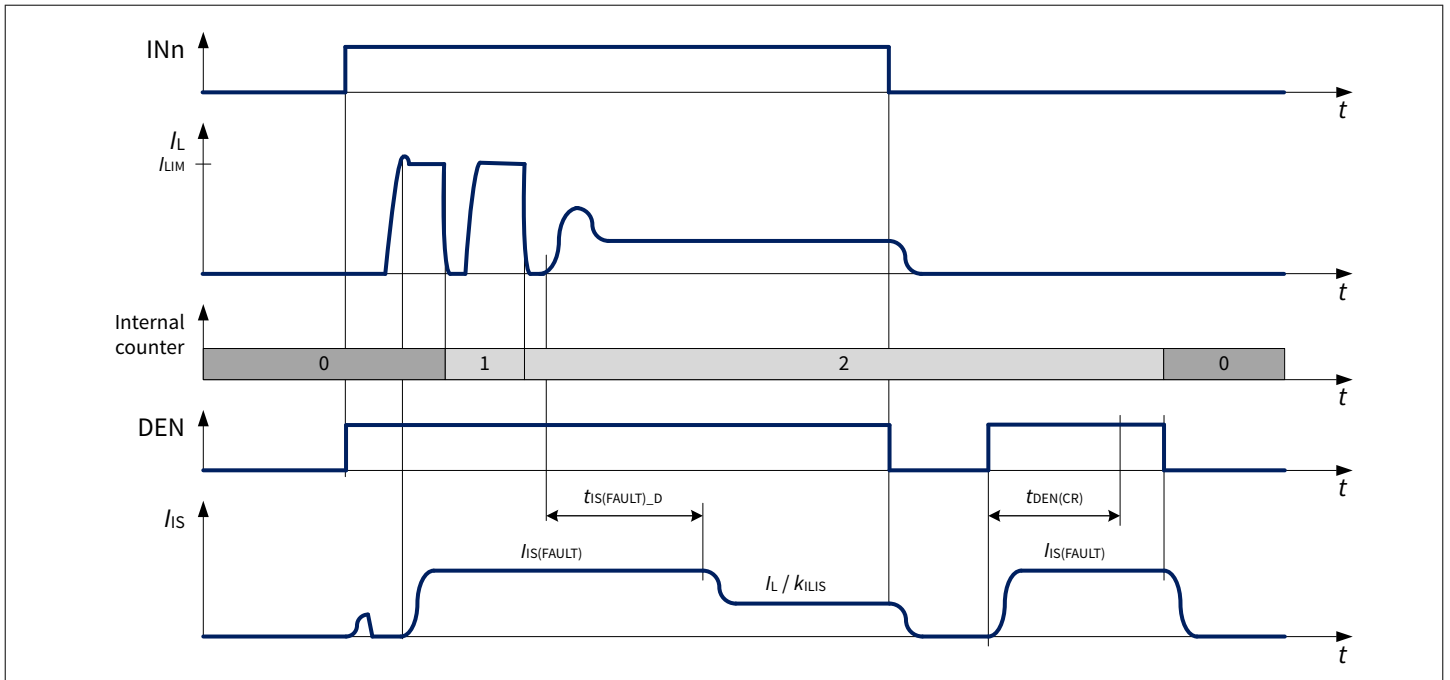 INn
t
IL
ILIM
t
Internal
counter
0 1 2 0
t
DEN
t
tIS(FAULT)_D tDEN(CR)
IIS
IIS(FAULT) IIS(FAULT)
IL / kILIS
t